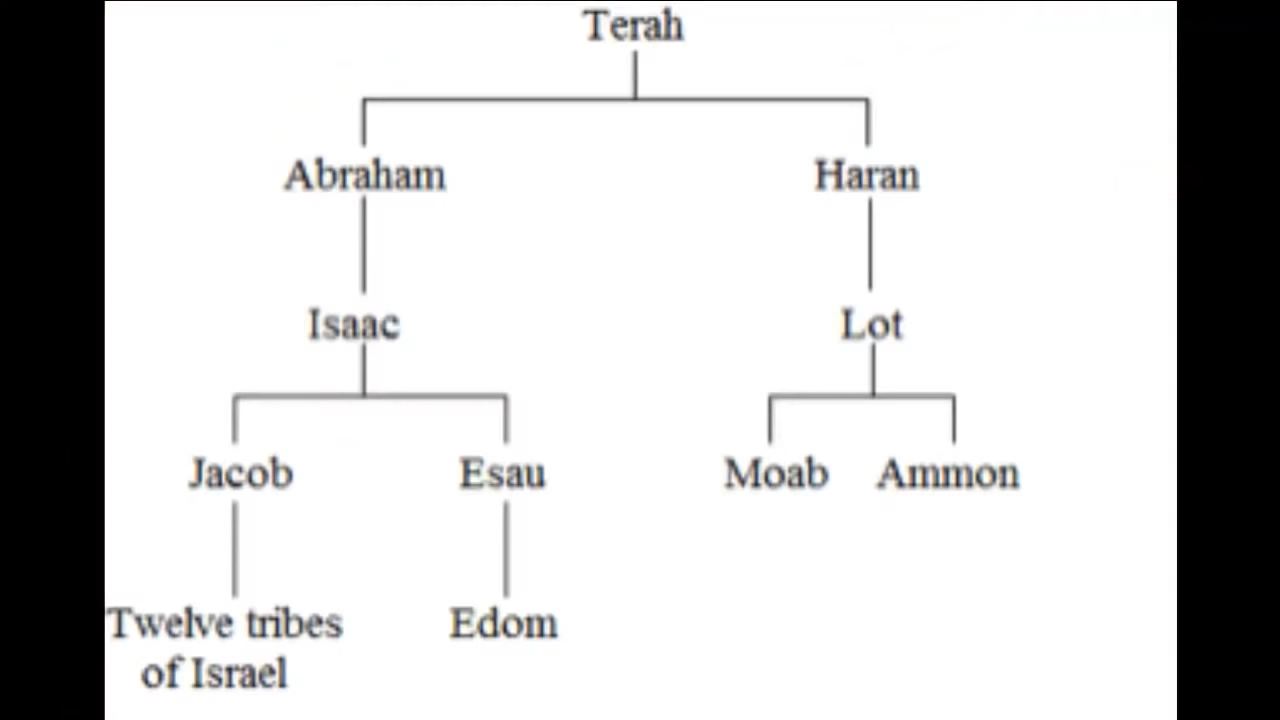 Terah
Abraham
Haran
Isaac
Lot
Jacob
Esau
Moab
Ammon
Twelve tribes
of Israel
Edom